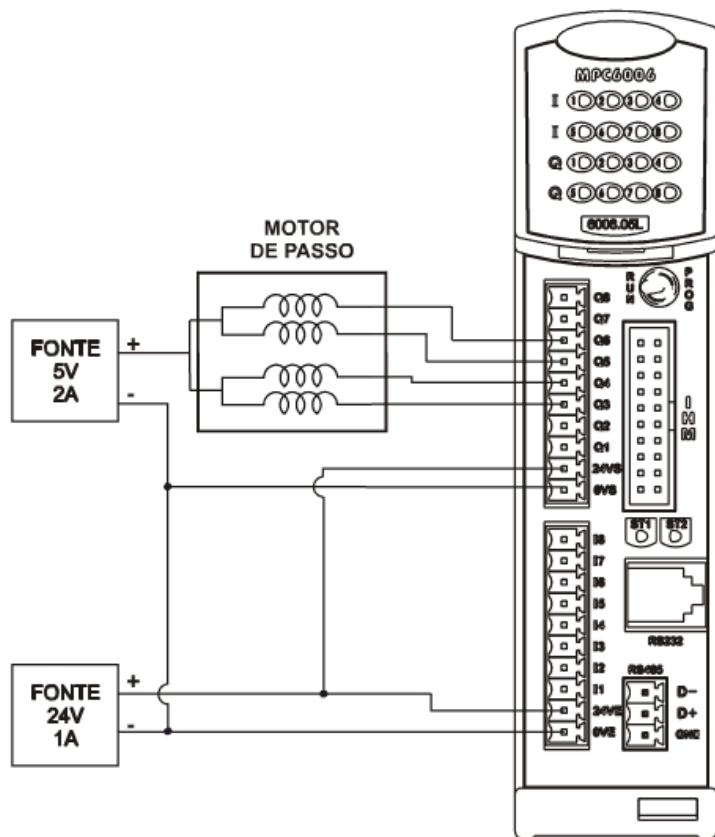 MPC6006
I 1 2 3 4
I 5 6 7 8
Q 1 2 3 4
Q 5 6 7 8
6006.05L
MOTOR
DE PASSO
RUN
PROG
FONTE
5V
2A
+
-
Q8
Q7
Q6
Q5
Q4
Q3
Q2
Q1
24VS
0VS
IHM
ST1 ST2
I8
I7
I6
I5
I4
I3
I2
I1
24VE
0VE
RS232
RS485
D-
D+
GND
FONTE
24V
1A
+
-